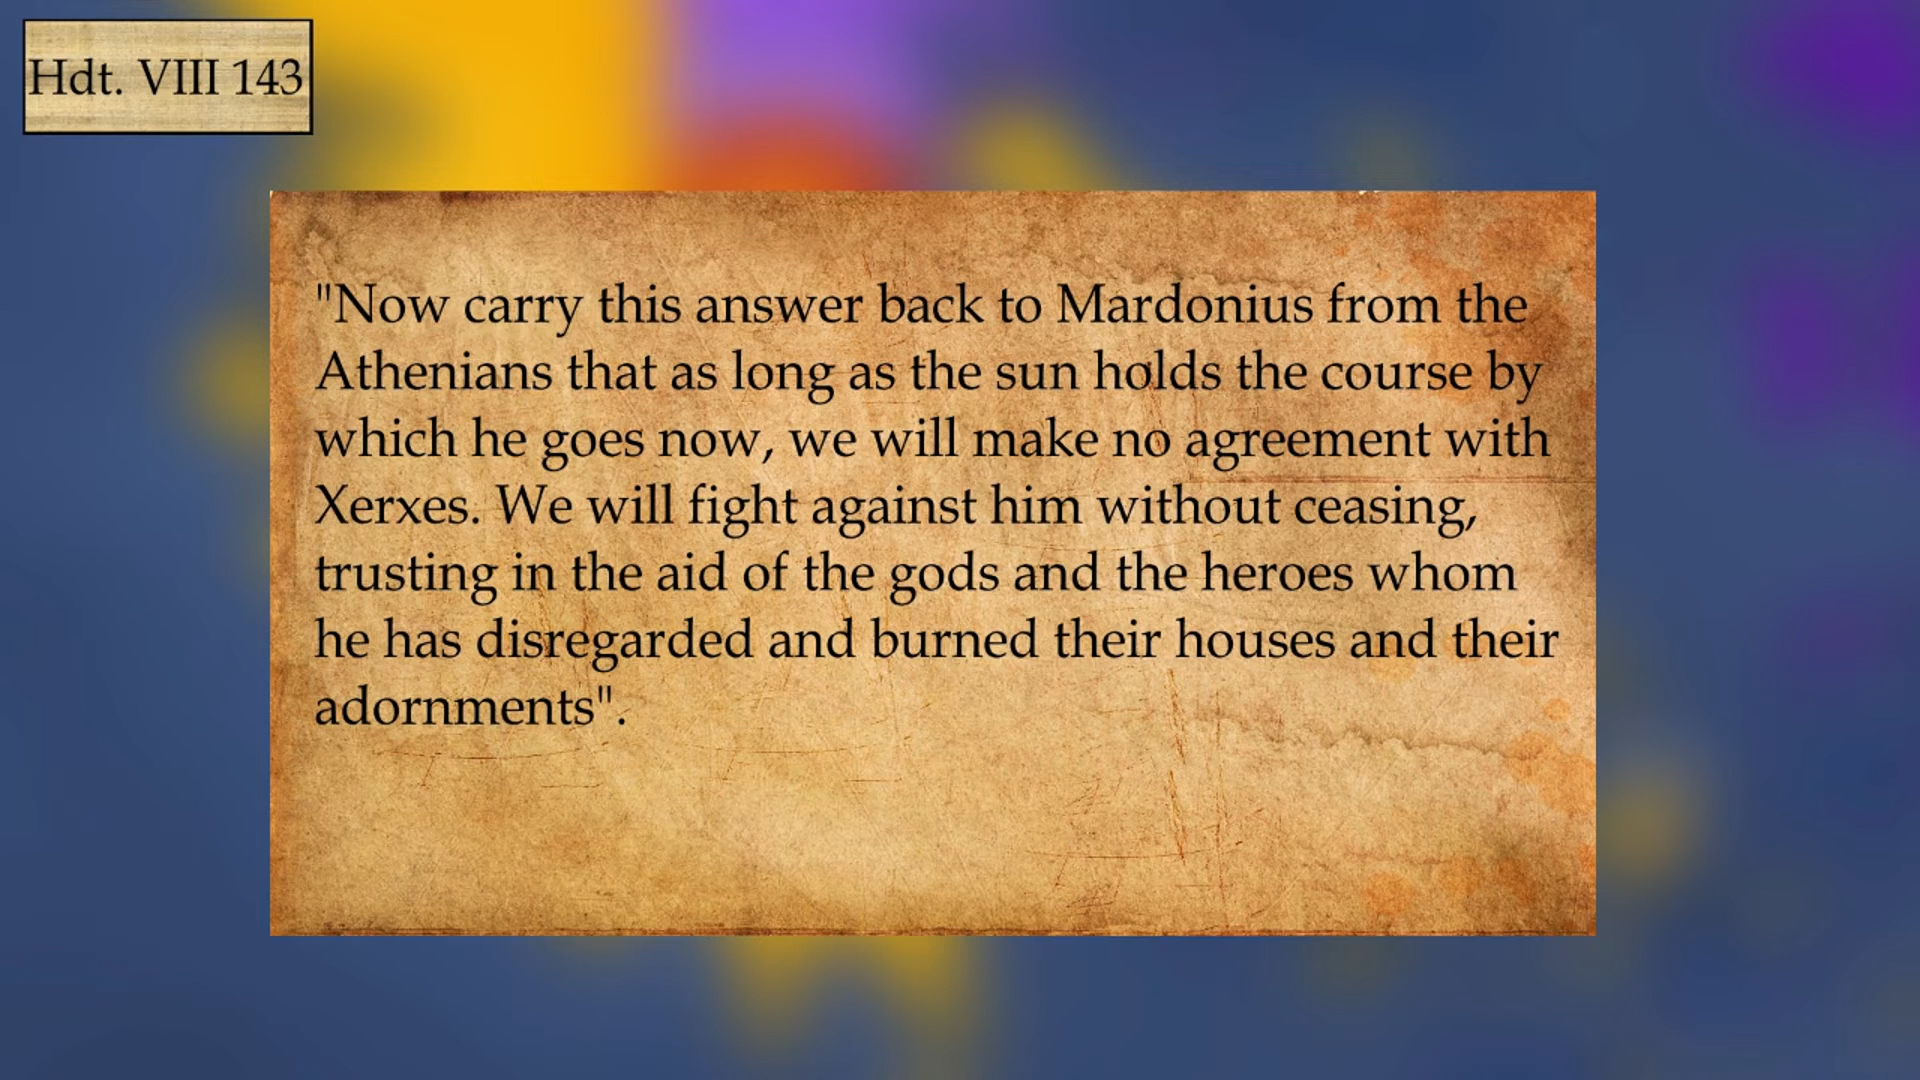 Hdt. VIII 143
"Now carry this answer back to Mardonius from the
Athenians that as long as the sun holds the course by
which he goes now, we will make no agreement with
Xerxes. We will fight against him without ceasing,
trusting in the aid of the gods and the heroes whom
he has disregarded and burned their houses and their
adornments".